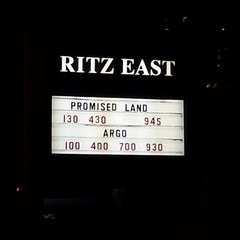 RITZ EAST
PROMISED LAND
130 430 945
ARGO
100 400 700 930